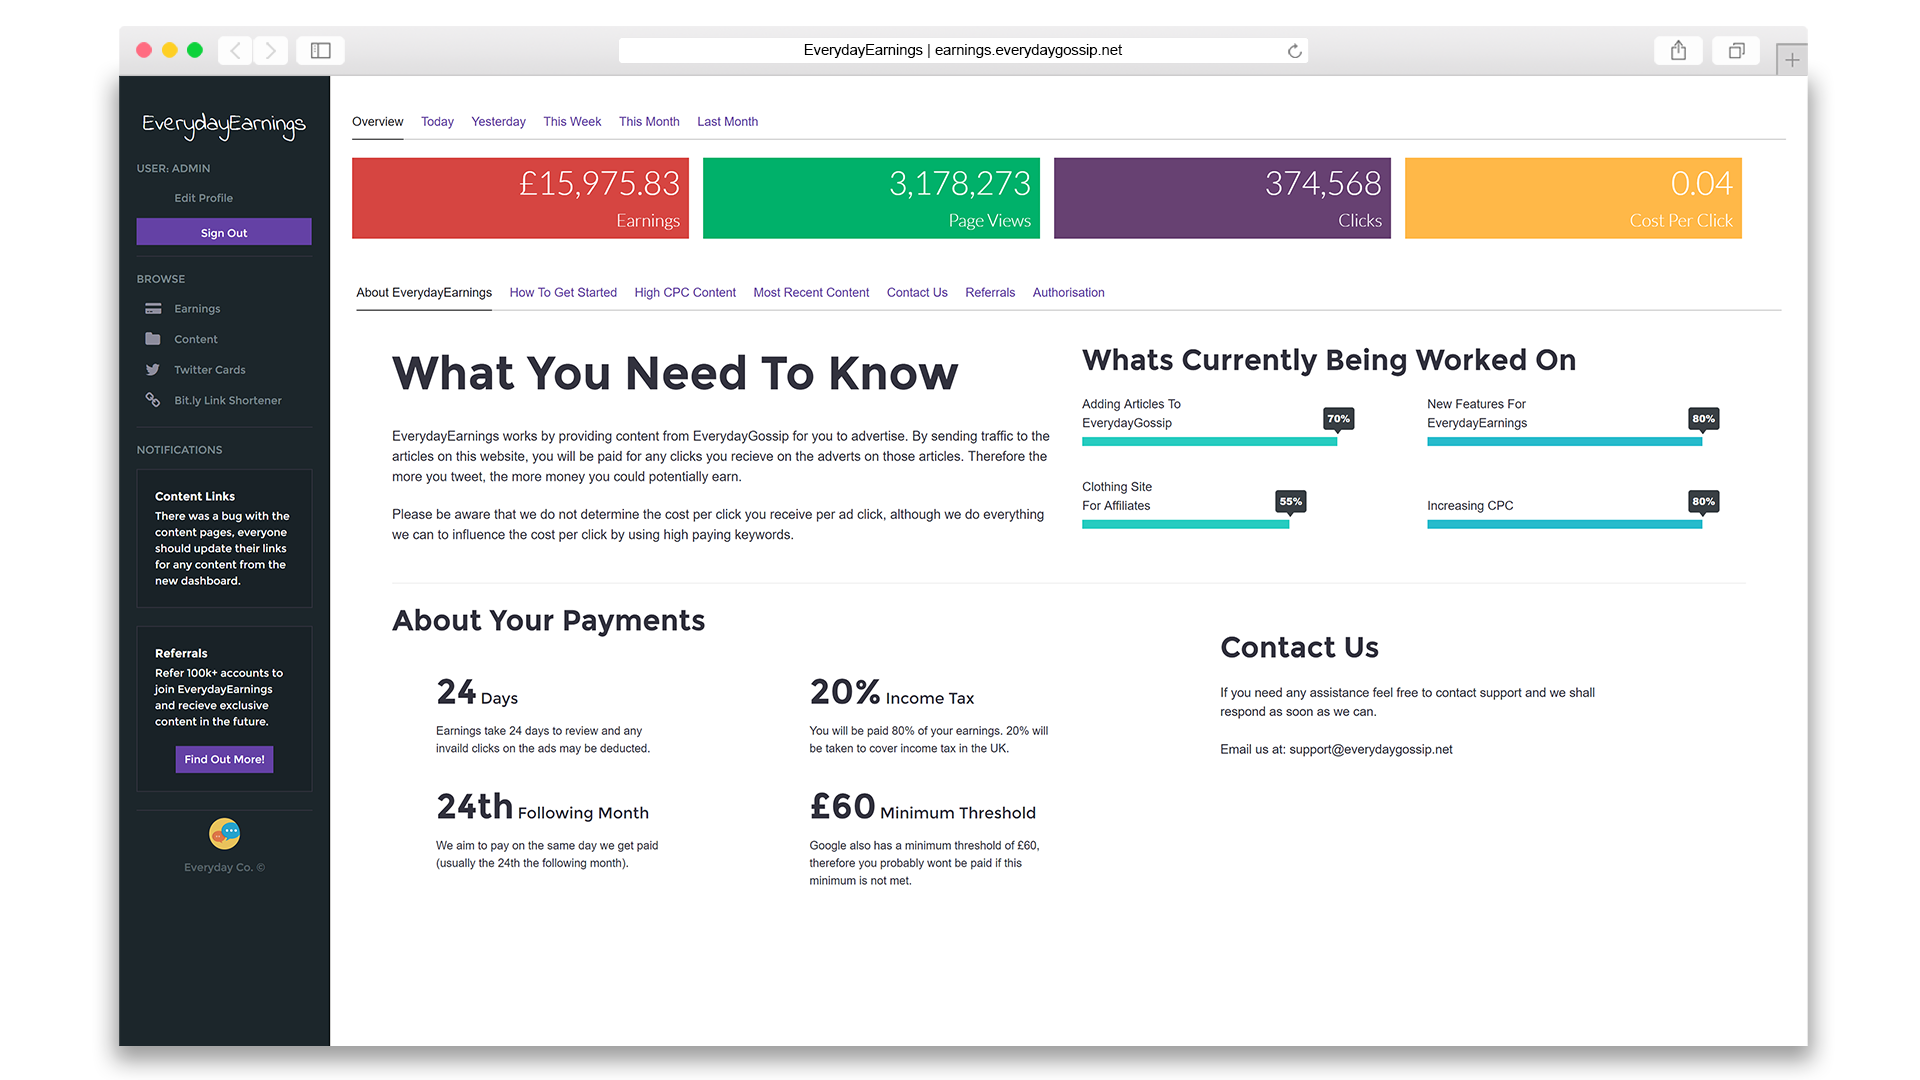 EverydayEarnings | earnings.everydaygossip.net
EverydayEarnings
USER: ADMIN
Edit Profile
Sign Out
BROWSE
Earnings
Content
Twitter Cards
Bit.ly Link Shortener
NOTIFICATIONS
Content Links
There was a bug with the
content pages, everyone
should update their links
for any content from the
new dashboard.
Referrals
Refer 100k+ accounts to
join EverydayEarnings
and recieve exclusive
content in the future.
Find Out More!
Everyday Co. ©
Overview Today Yesterday This Week This Month Last Month
£15,975.83
Earnings
3,178,273
Page Views
374,568
Clicks
0.04
Cost Per Click
About EverydayEarnings How To Get Started High CPC Content Most Recent Content Contact Us Referrals Authorisation
What You Need To Know
EverydayEarnings works by providing content from EverydayGossip for you to advertise. By sending traffic to the
articles on this website, you will be paid for any clicks you recieve on the adverts on those articles. Therefore the
more you tweet, the more money you could potentially earn.
Please be aware that we do not determine the cost per click you receive per ad click, although we do everything
we can to influence the cost per click by using high paying keywords.
Whats Currently Being Worked On
Adding Articles To
EverydayGossip
70%
New Features For
EverydayEarnings
80%
Clothing Site
For Affiliates
55%
Increasing CPC
80%
About Your Payments
24 Days
Earnings take 24 days to review and any
invaild clicks on the ads may be deducted.
20% Income Tax
You will be paid 80% of your earnings. 20% will
be taken to cover income tax in the UK.
24th Following Month
We aim to pay on the same day we get paid
(usually the 24th the following month).
£60 Minimum Threshold
Google also has a minimum threshold of £60,
therefore you probably wont be paid if this
minimum is not met.
Contact Us
If you need any assistance feel free to contact support and we shall
respond as soon as we can.
Email us at: support@everydaygossip.net